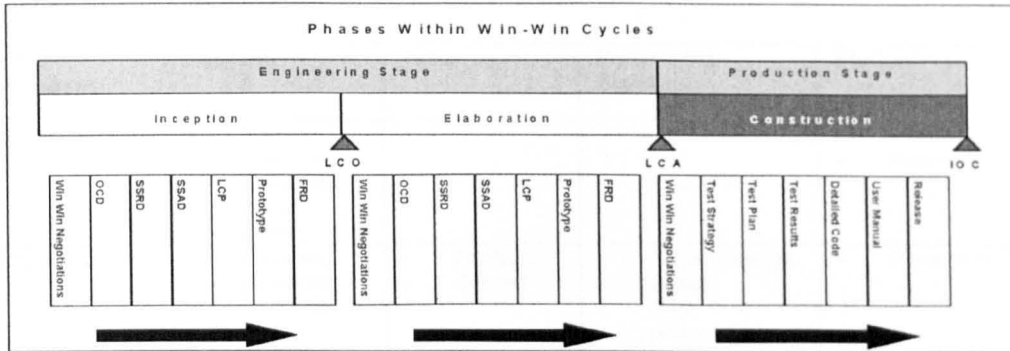 Phases Within Win-Win Cycles
Engineering Stage
Production Stage
Inception
Elaboration
Construction
LCO
LCA
IOC
Win Win Negotiations
OCD
SSRD
SSAD
LCP
Prototype
FRD
Win Win Negotiations
OCD
SSRD
SSAD
LCP
Prototype
FRD
Win Win Negotiations
Test Strategy
Test Plan
Test Results
Detailed Code
User Manual
Release